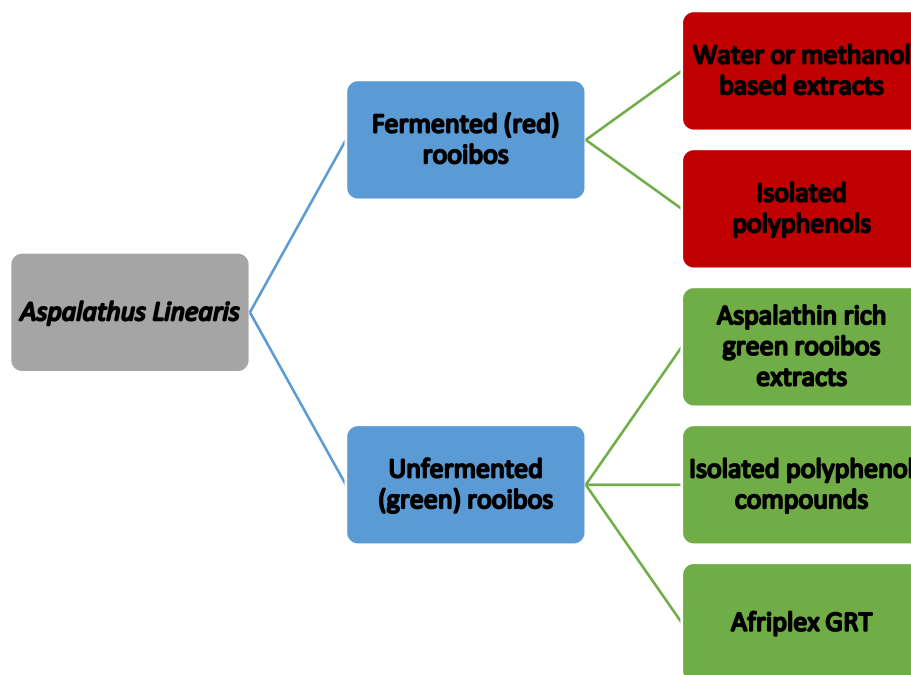 Water or methanol
based extracts
Fermented (red)
rooibos
Isolated
polyphenols
Aspalathus Linearis
Aspalathin rich
green rooibos
extracts
Unfermented
(green) rooibos
Isolated polyphenol
compounds
Afriplex GRT